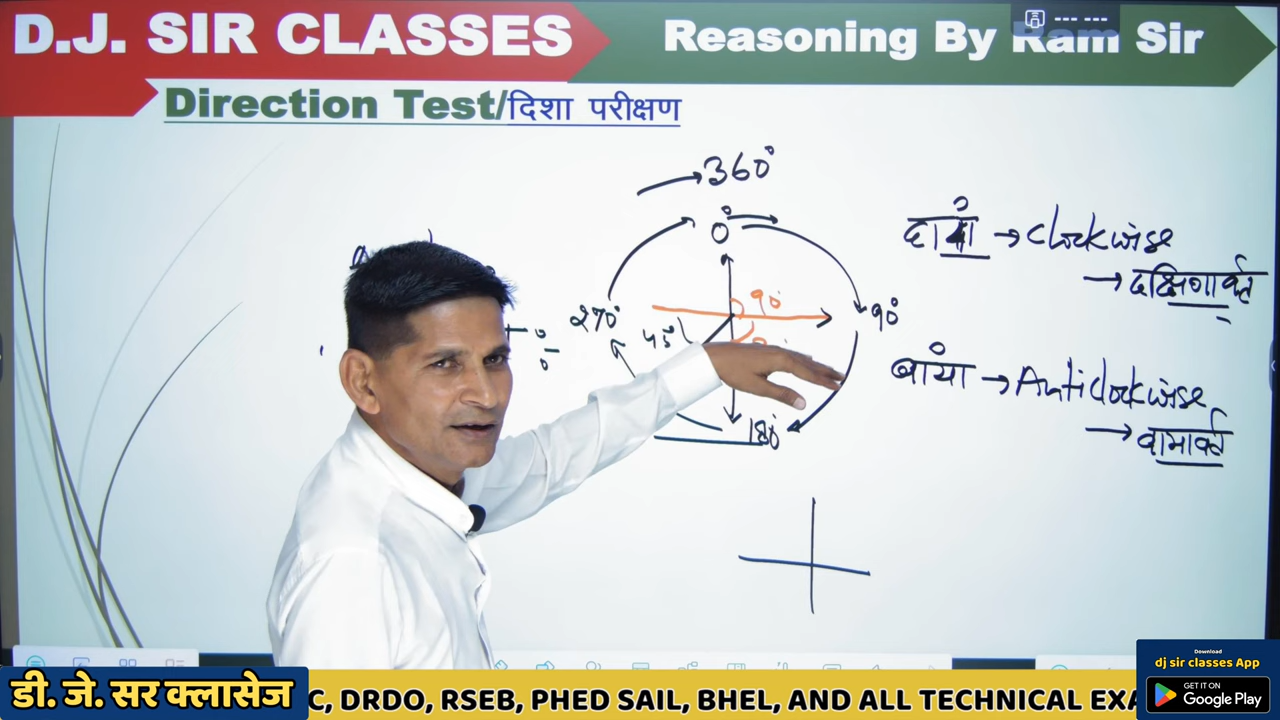 D.J. SIR CLASSES
Reasoning By Ram Sir
Direction Test/दिशा परीक्षण
360°
0°
90°
90°
270°
45°
180°
दायां → Clockwise
→ दक्षिणावर्त
बांया → Anticlockwise
→ वामावर्त
डी. जे. सर क्लासेज
C, DRDO, RSEB, PHED SAIL, BHEL, AND ALL TECHNICAL EXA
Download
dj sir classes App
GET IT ON
Google Play